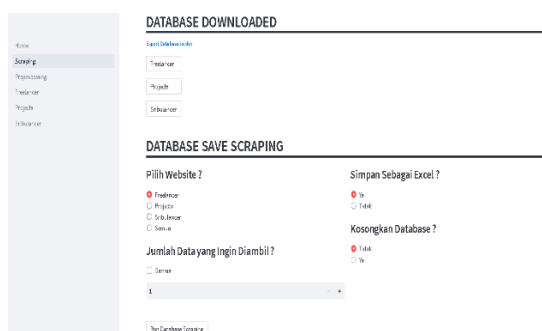 Home
Scraping
Preprocessing
Freelancer
Projects
Sribulancer
DATABASE DOWNLOADED
Export Database
Freelancer
Projects
Sribulancer
DATABASE SAVE SCRAPING
Pilih Website ?
Freelancer
Projects
Sribulancer
Semua
Jumlah Data yang Ingin Diambil ?
Semua
1
- +
Run Database Scraping
Simpan Sebagai Excel ?
Ya
Tidak
Kosongkan Database ?
Tidak
Ya